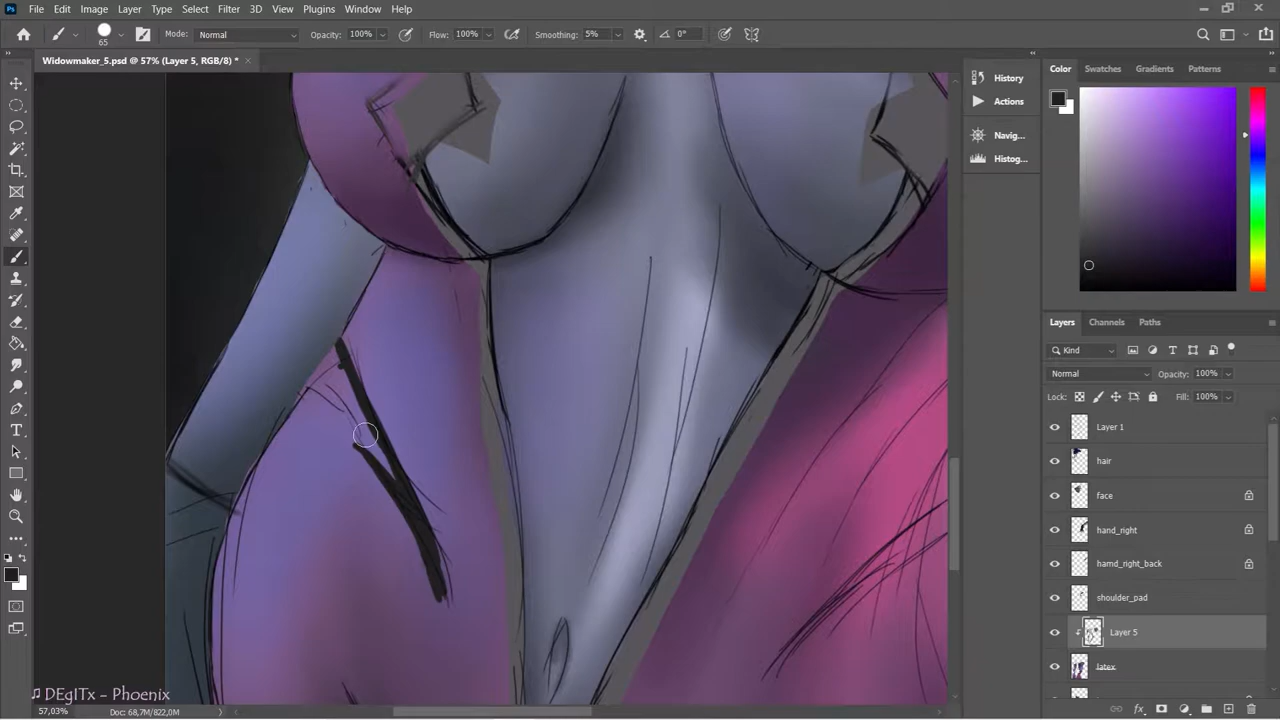 Ps File Edit Image Layer Type Select Filter 3D View Plugins Window Help
65 Mode: Normal Opacity: 100% Flow: 100% Smoothing: 5% 0°
Widowmaker_5.psd @ 57% (Layer 5, RGB/8) *
History
Actions
Navig...
Histog...
Color Swatches Gradients Patterns
Layers Channels Paths
Kind
Normal Opacity: 100%
Lock: Fill: 100%
Layer 1
hair
face
hand_right
hamd_right_back
shoulder_pad
Layer 5
latex
♫ DEgITx - Phoenix
57,03% Doc: 68,7M/822,0M